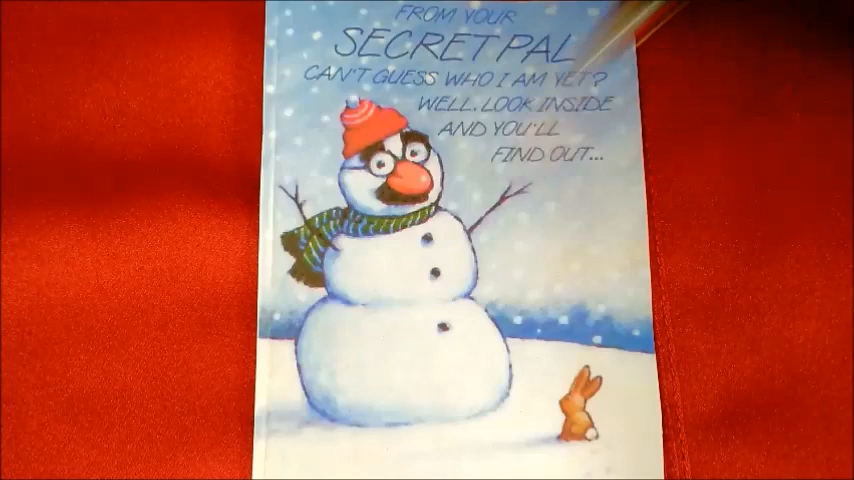 FROM YOUR
SECRET PAL
CAN'T GUESS WHO I AM YET?
WELL, LOOK INSIDE
AND YOU'LL
FIND OUT...